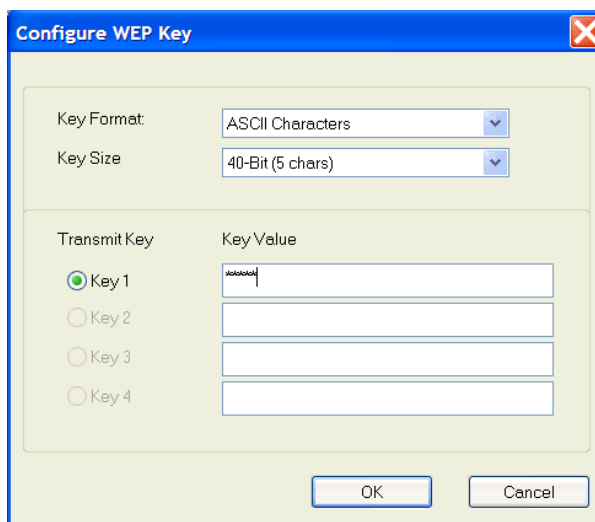 Configure WEP Key
Key Format:
ASCII Characters
Key Size
40-Bit (5 chars)
Transmit Key
Key Value
Key 1
*****
Key 2
Key 3
Key 4
OK
Cancel